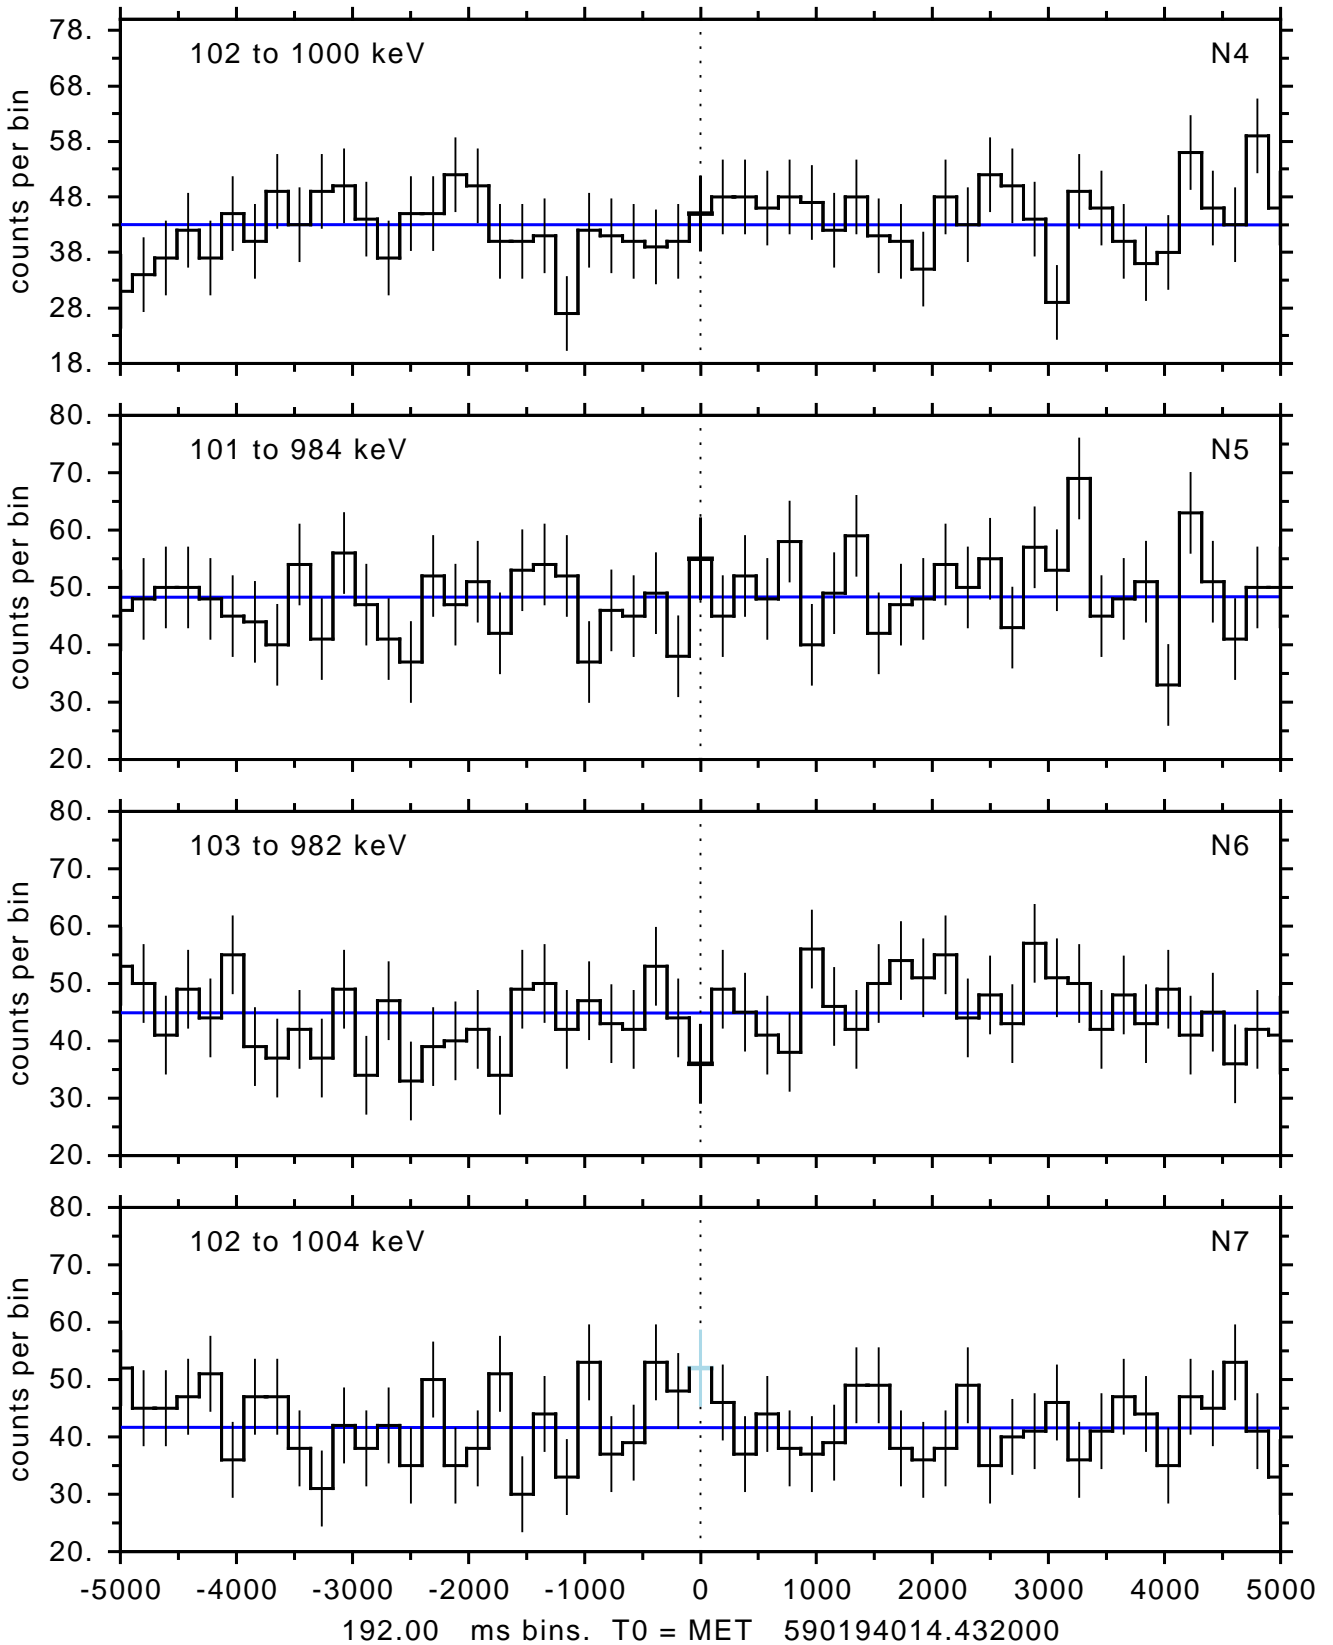 78.
68.
58.
48.
38.
28.
18.
counts per bin
102 to 1000 keV
N4
80.
70.
60.
50.
40.
30.
20.
counts per bin
101 to 984 keV
N5
80.
70.
60.
50.
40.
30.
20.
counts per bin
103 to 982 keV
N6
80.
70.
60.
50.
40.
30.
20.
counts per bin
102 to 1004 keV
N7
-5000 -4000 -3000 -2000 -1000 0 1000 2000 3000 4000 5000
192.00 ms bins. T0 = MET 590194014.432000